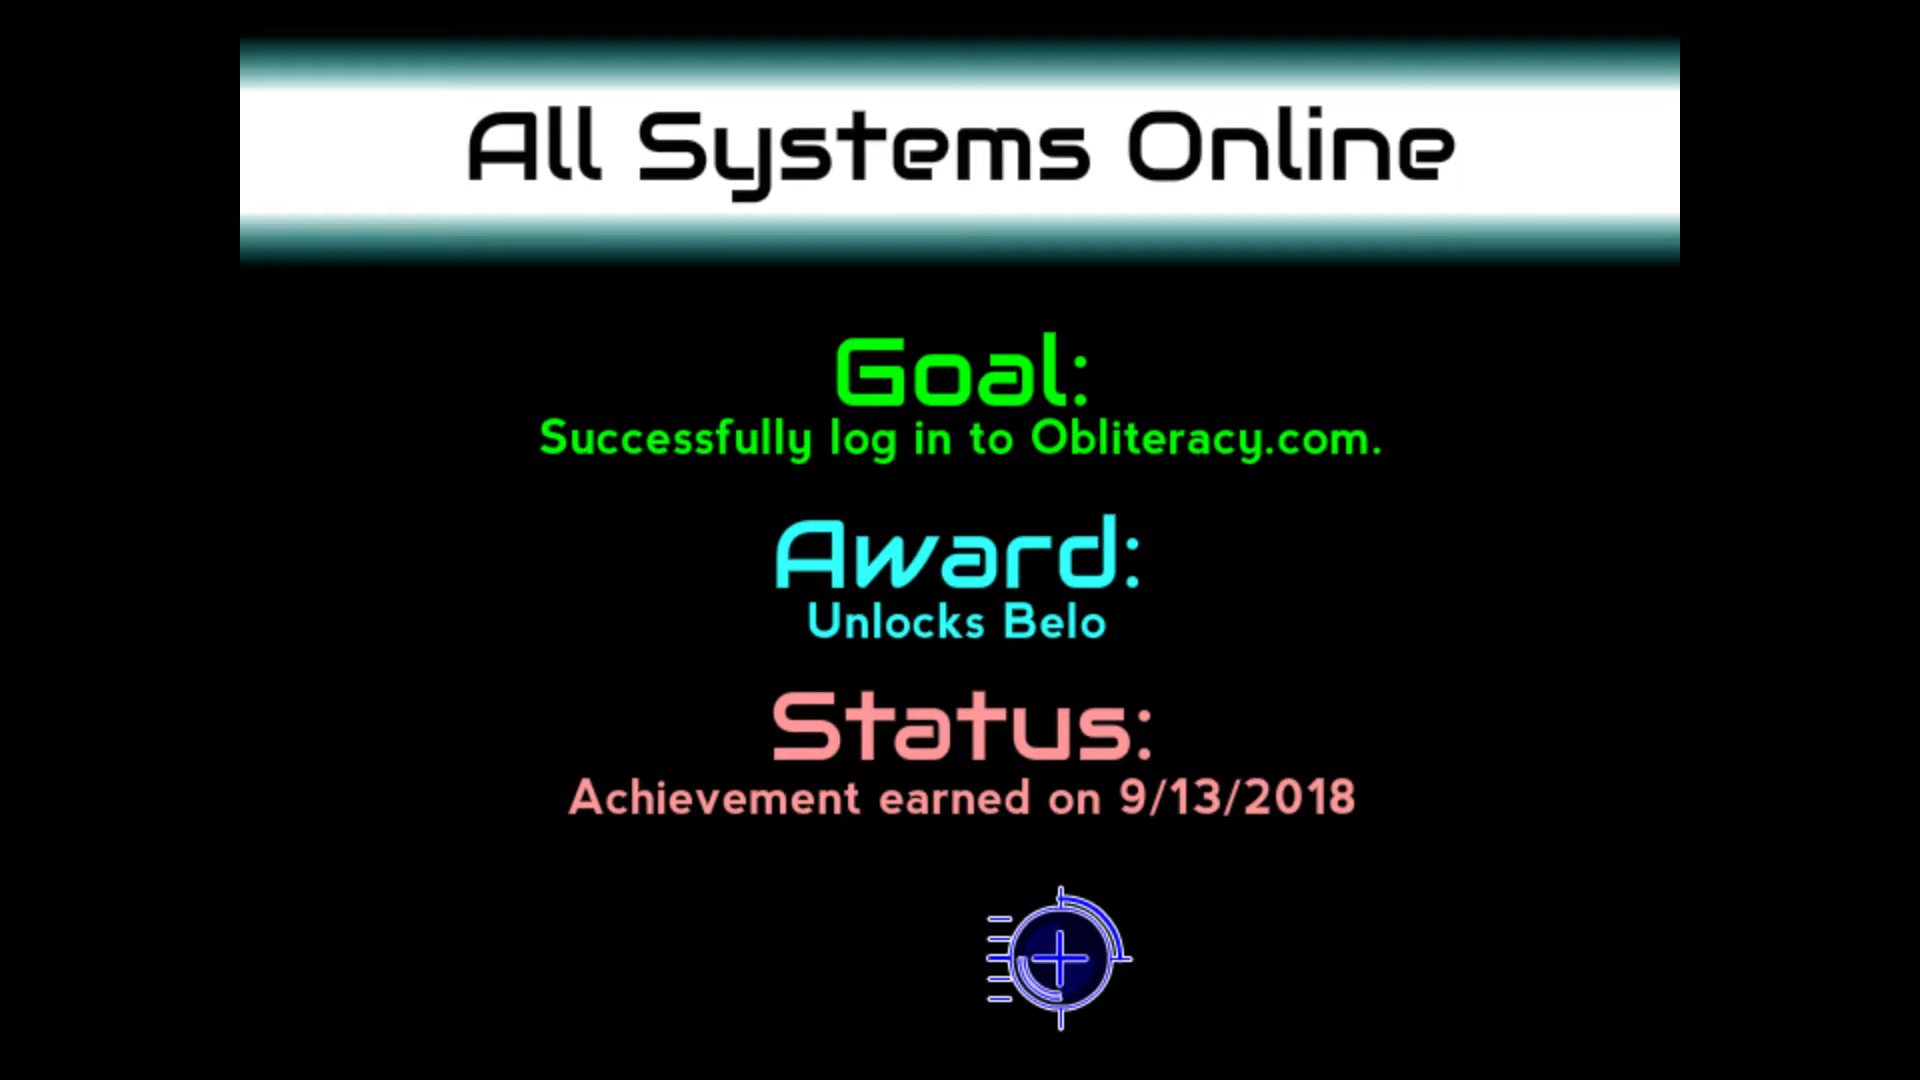 All Systems Online
Goal:
Successfully log in to Obliteracy.com.
Award:
Unlocks Belo
Status:
Achievement earned on 9/13/2018